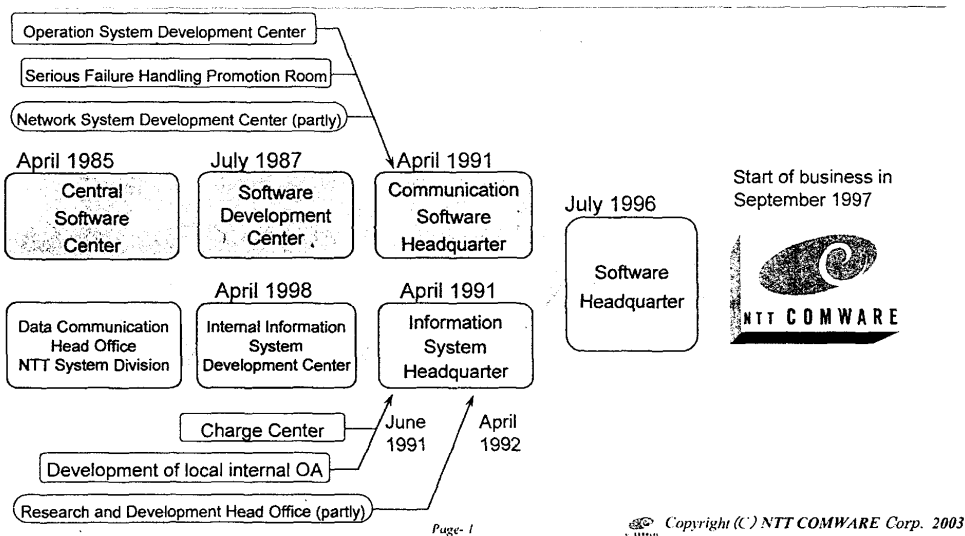 Operation System Development Center
Serious Failure Handling Promotion Room
Network System Development Center (partly)
April 1985
Central
Software
Center
July 1987
Software
Development
Center
April 1991
Communication
Software
Headquarter
July 1996
Software
Headquarter
Start of business in
September 1997
NTT COMWARE
Data Communication
Head Office
NTT System Division
April 1998
Internal Information
System
Development Center
April 1991
Information
System
Headquarter
Charge Center
June
1991
April
1992
Development of local internal OA
Research and Development Head Office (partly)
Page- 1
Copyright (C) NTT COMWARE Corp. 2003